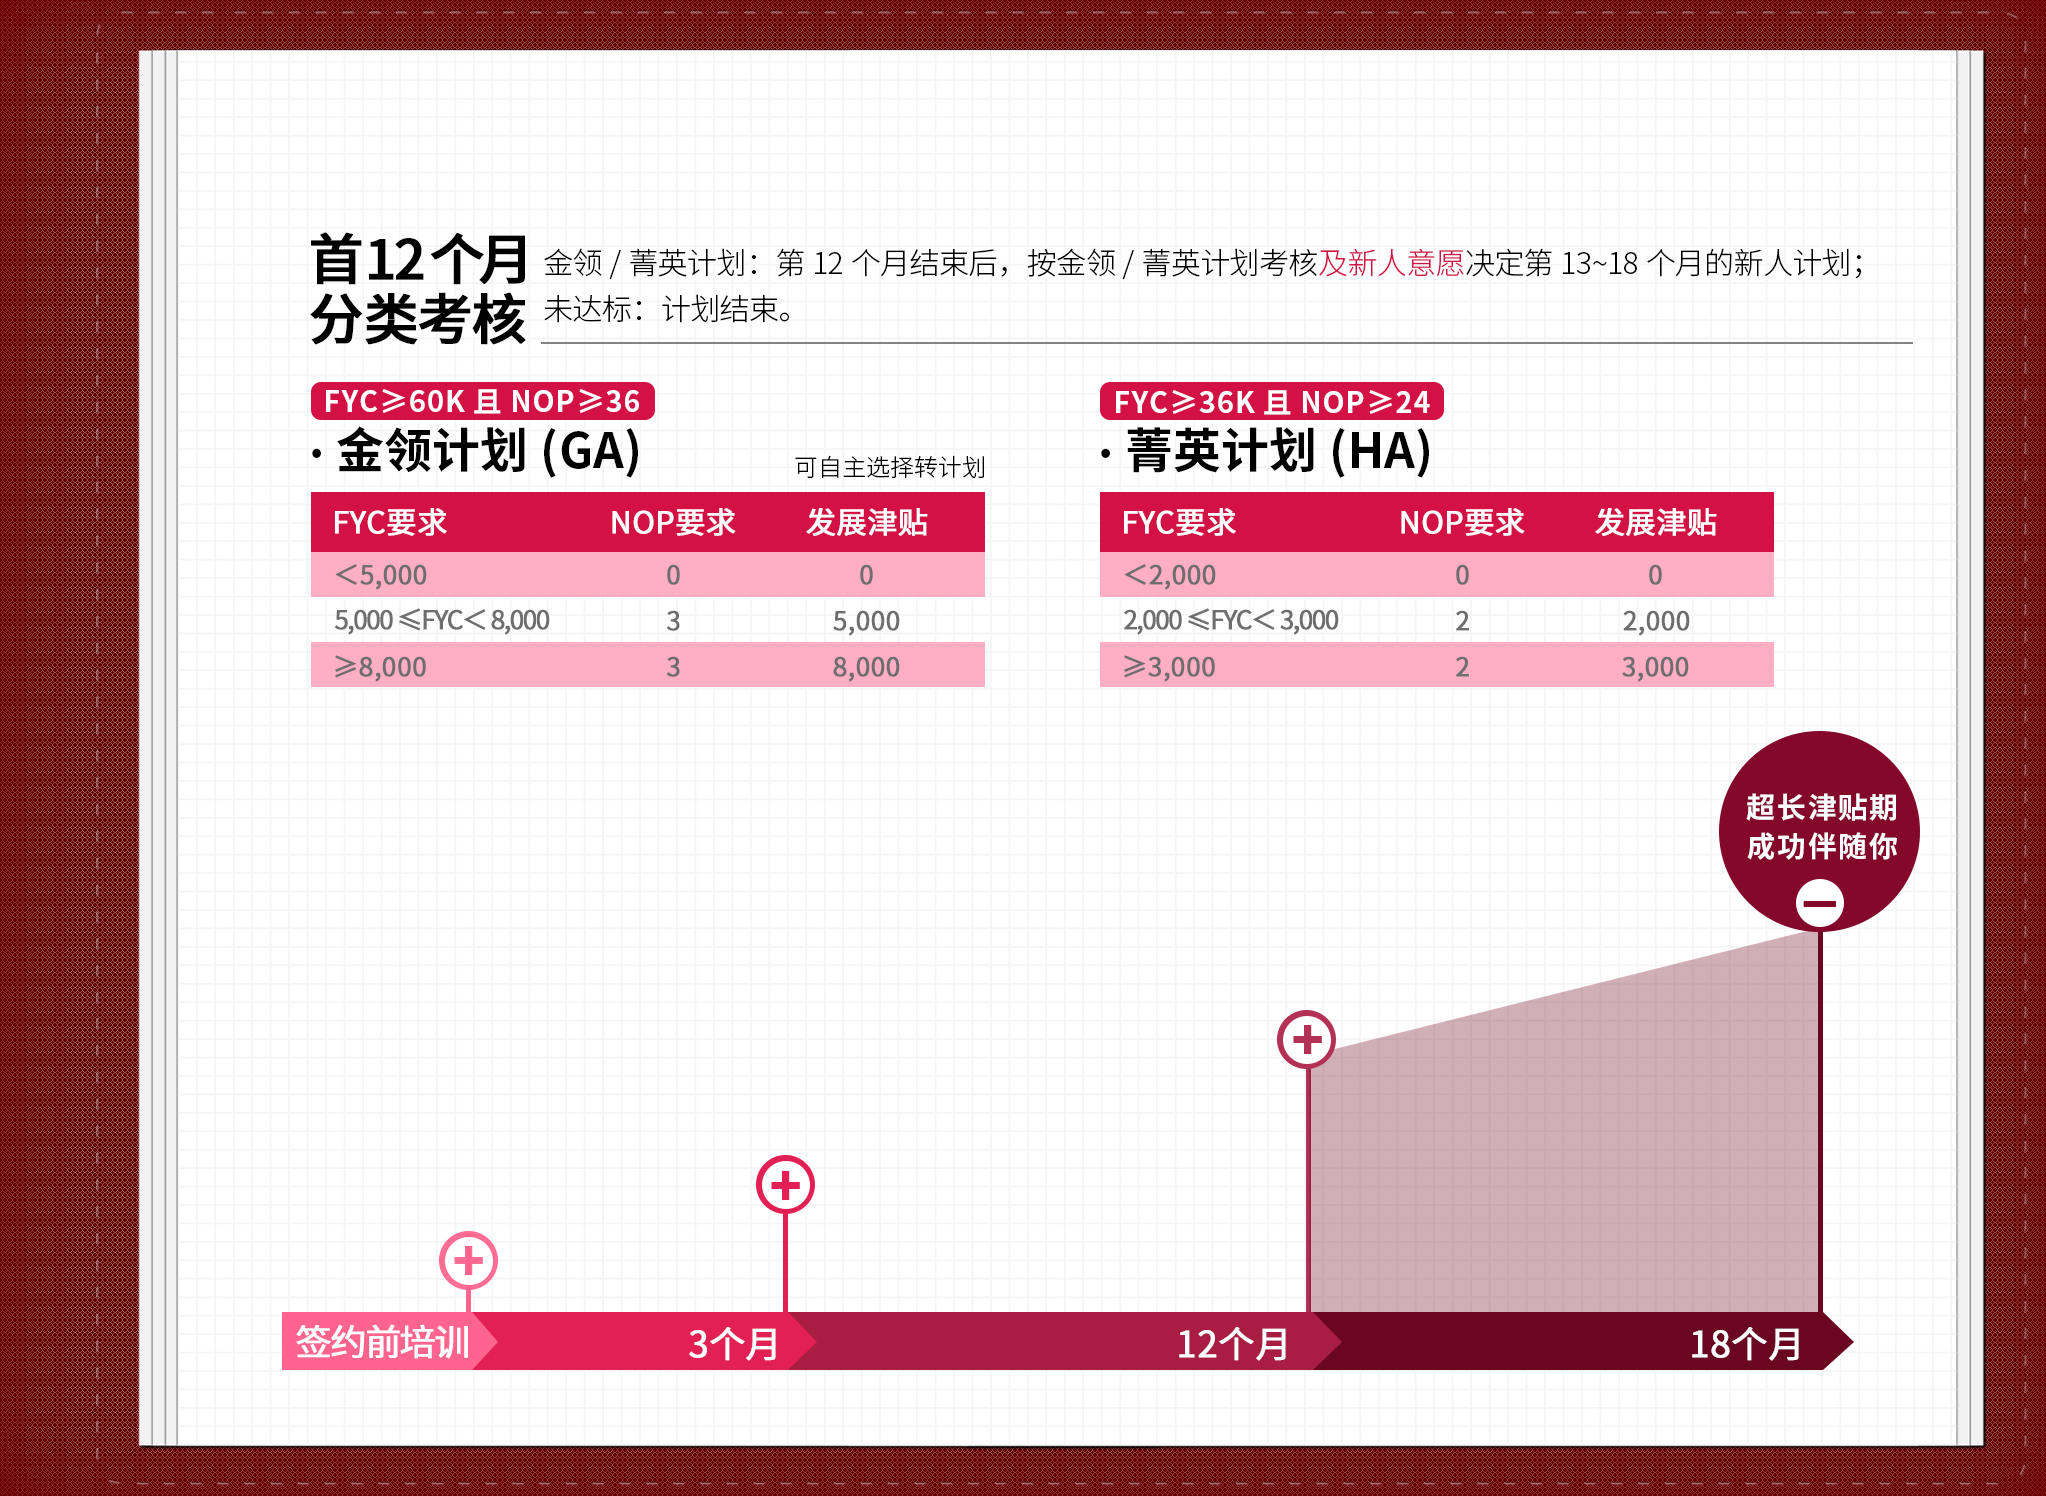 首12个月
分类考核
金领 / 菁英计划：第 12 个月结束后，按金领 / 菁英计划考核及新人意愿决定第 13~18 个月的新人计划；
未达标：计划结束。
FYC≥60K 且 NOP≥36
· 金领计划 (GA)
可自主选择转计划
FYC要求 NOP要求 发展津贴
＜5,000 0 0
5,000 ≤FYC＜8,000 3 5,000
≥8,000 3 8,000
FYC≥36K 且 NOP≥24
· 菁英计划 (HA)
FYC要求 NOP要求 发展津贴
＜2,000 0 0
2,000 ≤FYC＜3,000 2 2,000
≥3,000 2 3,000
超长津贴期
成功伴随你
签约前培训 3个月 12个月 18个月